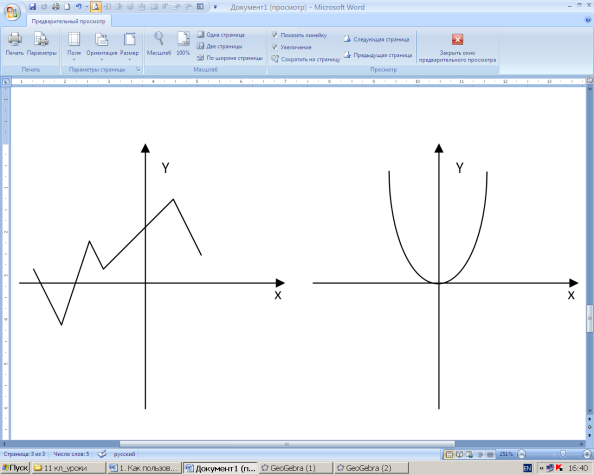 Документ1 (просмотр) - Microsoft Word
Предварительный просмотр
Печать Параметры
Поля Ориентация Размер
Масштаб 100%
Одна страница
Две страницы
По ширине страницы
Показать линейку
Увеличение
Сократить на страницу
Следующая страница
Предыдущая страница
Закрыть окно
предварительного просмотра
Печать
Параметры страницы
Масштаб
Просмотр
Y
X
Y
X
Страница: 3 из 3 Число слов: 5 русский
251%
Пуск
11 кл_уроки
1. Как пользов...
Документ1 (п...
GeoGebra (1)
GeoGebra (2)
EN
16:40